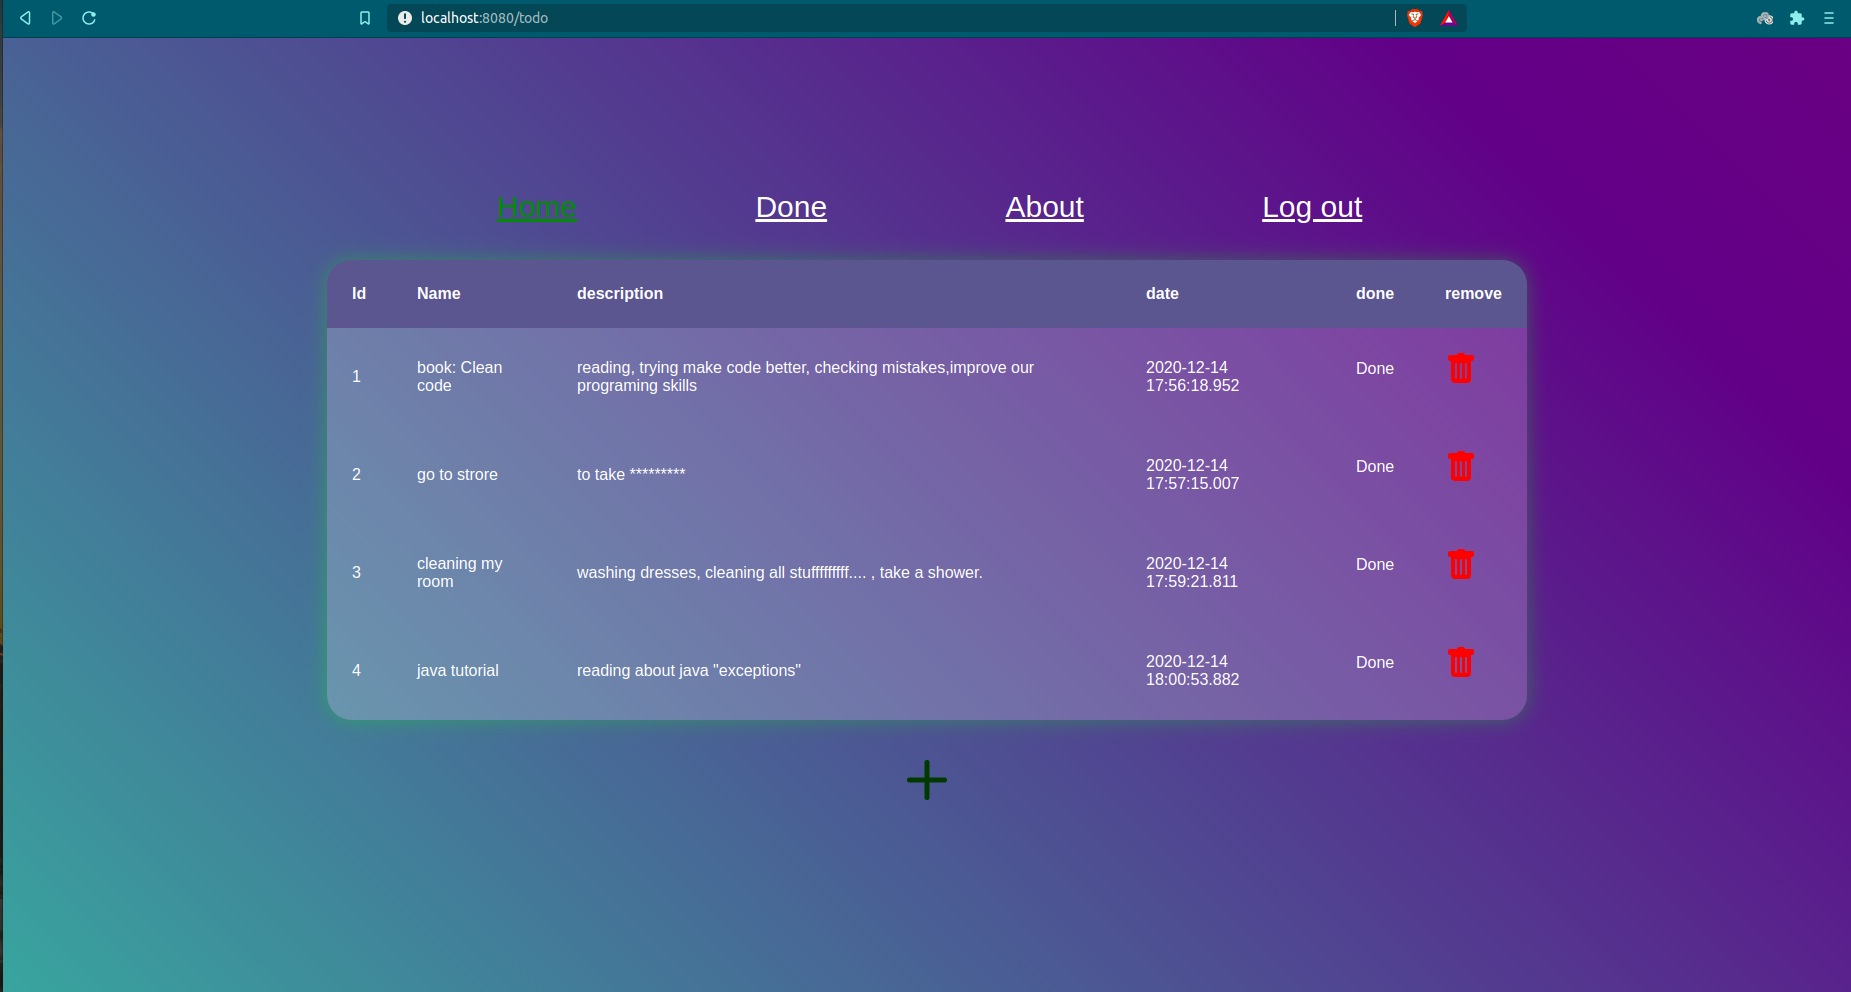 localhost:8080/todo
Home Done About Log out
Id Name description date done remove
1 book: Clean code reading, trying make code better, checking mistakes,improve our programing skills 2020-12-14 17:56:18.952 Done
2 go to strore to take ********* 2020-12-14 17:57:15.007 Done
3 cleaning my room washing dresses, cleaning all stufffffffff.... , take a shower. 2020-12-14 17:59:21.811 Done
4 java tutorial reading about java "exceptions" 2020-12-14 18:00:53.882 Done